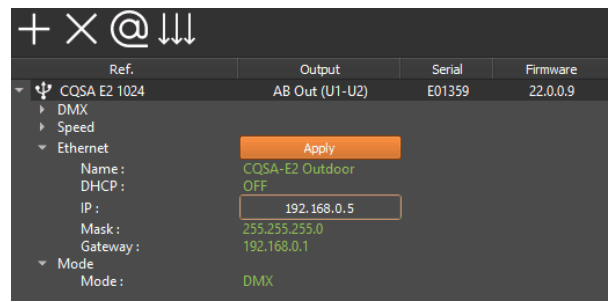 Ref. Output Serial Firmware
CQSA E2 1024 AB Out (U1-U2) E01359 22.0.0.9
DMX
Speed
Ethernet Apply
Name : CQSA-E2 Outdoor
DHCP : OFF
IP : 192.168.0.5
Mask : 255.255.255.0
Gateway : 192.168.0.1
Mode
Mode : DMX